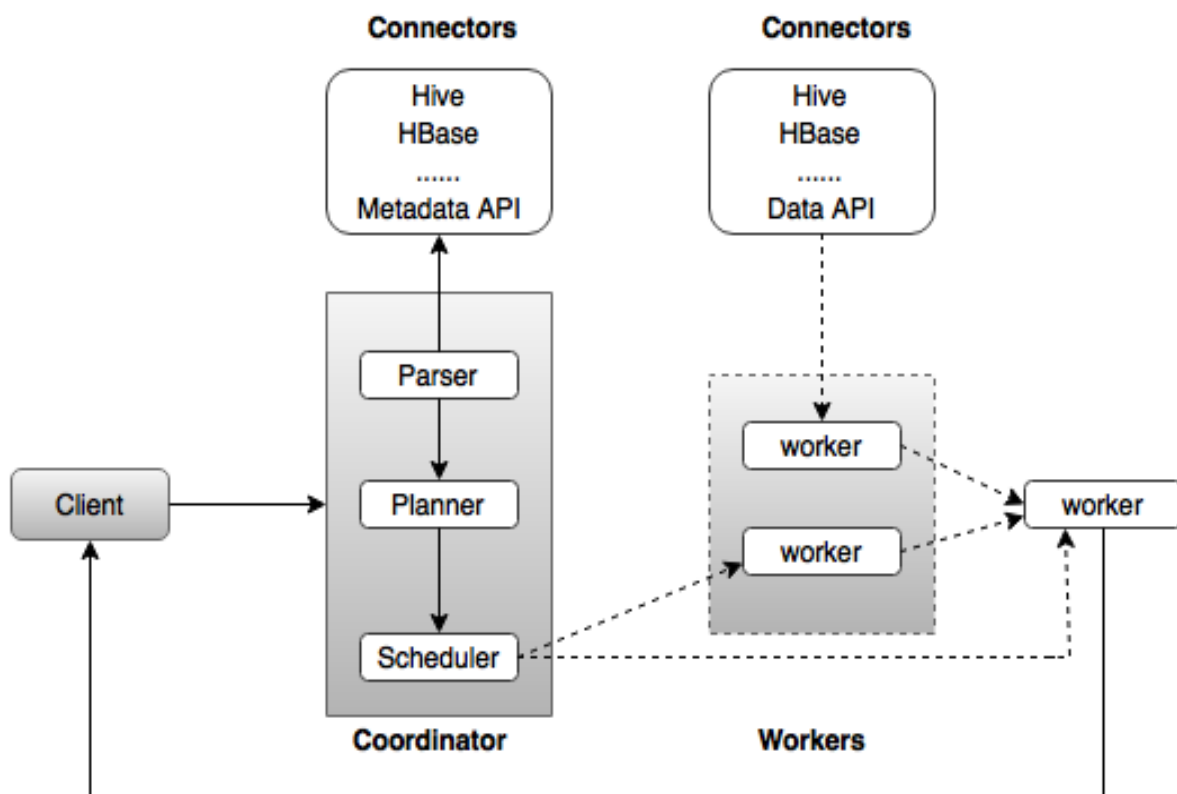 Connectors
Connectors
Hive
HBase
......
Metadata API
Hive
HBase
......
Data API
Parser
Planner
Scheduler
Client
worker
worker
worker
Coordinator
Workers